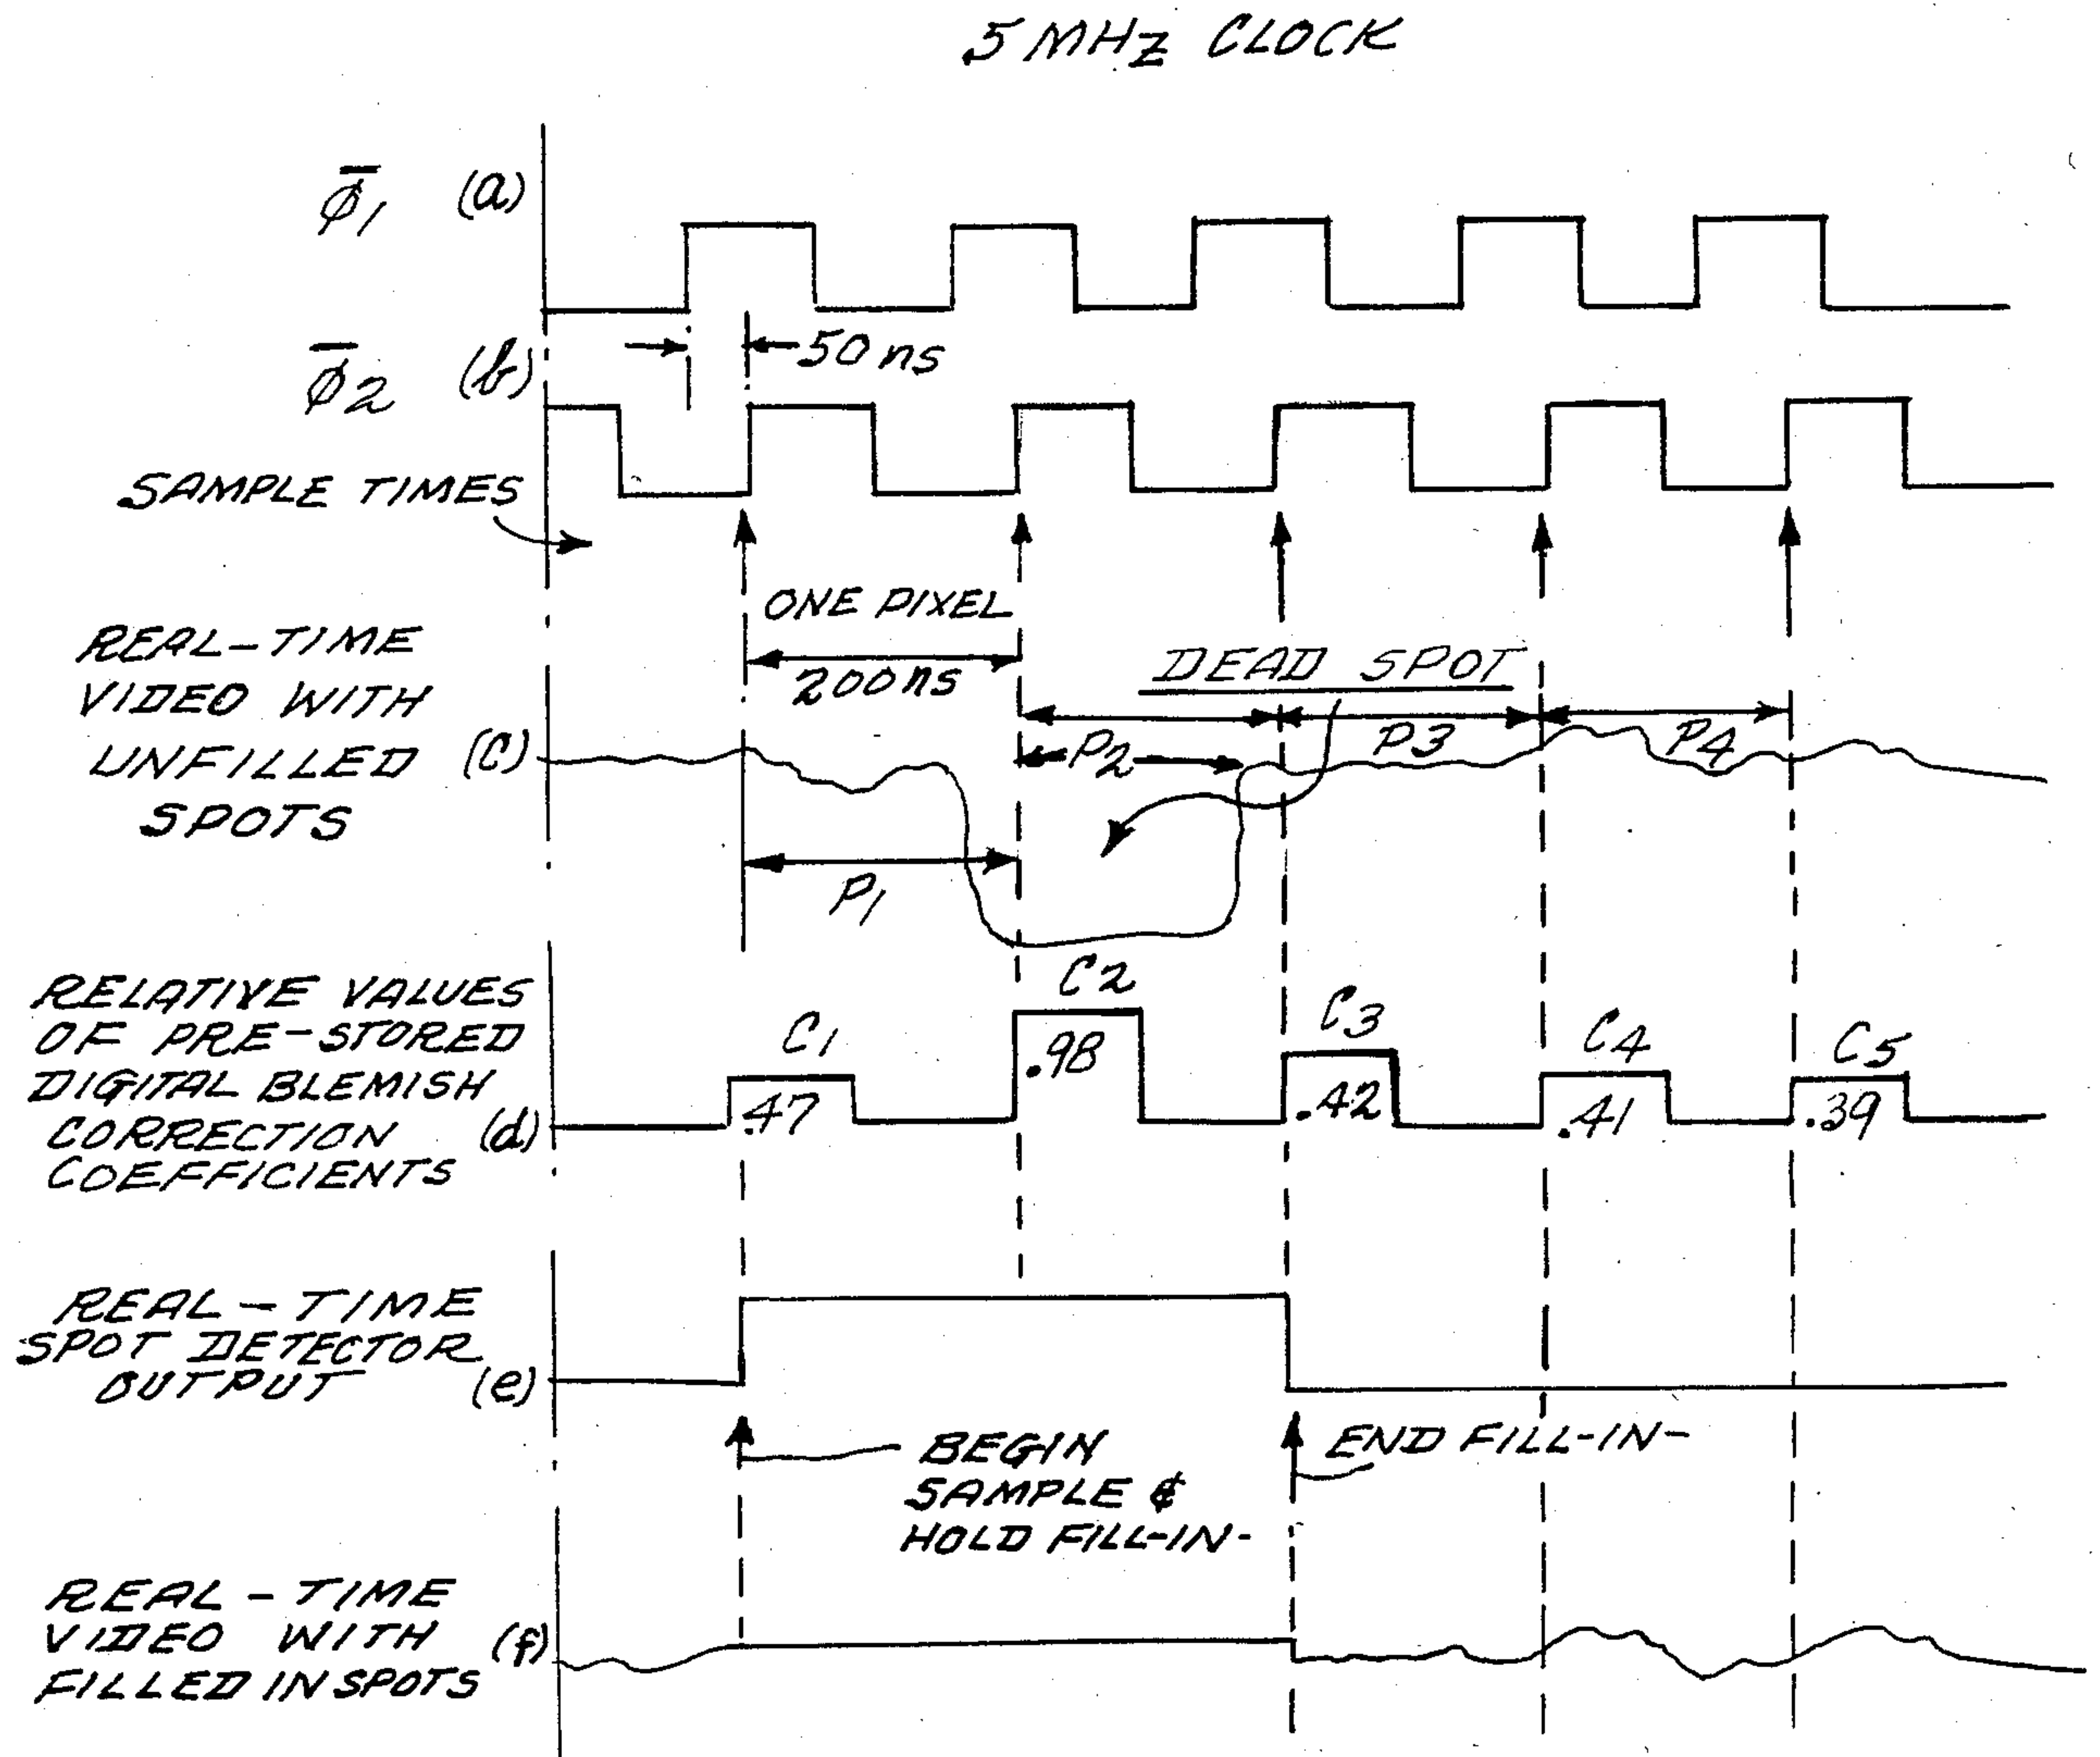 5 MHz CLOCK
ϕ̅1 (a)
50 ns
ϕ̅2 (b)
SAMPLE TIMES
ONE PIXEL
200 ns
DEAD SPOT
REAL-TIME
VIDEO WITH
UNFILLED
SPOTS
(c)
P2
P3
P4
P1
RELATIVE VALUES
OF PRE-STORED
DIGITAL BLEMISH
CORRECTION
COEFFICIENTS
(d)
C1
.47
C2
.98
C3
.42
C4
.41
C5
.39
REAL-TIME
SPOT DETECTOR
OUTPUT
(e)
BEGIN
SAMPLE &
HOLD FILL-IN-
END FILL-IN-
REAL-TIME
VIDEO WITH
FILLED IN SPOTS
(f)